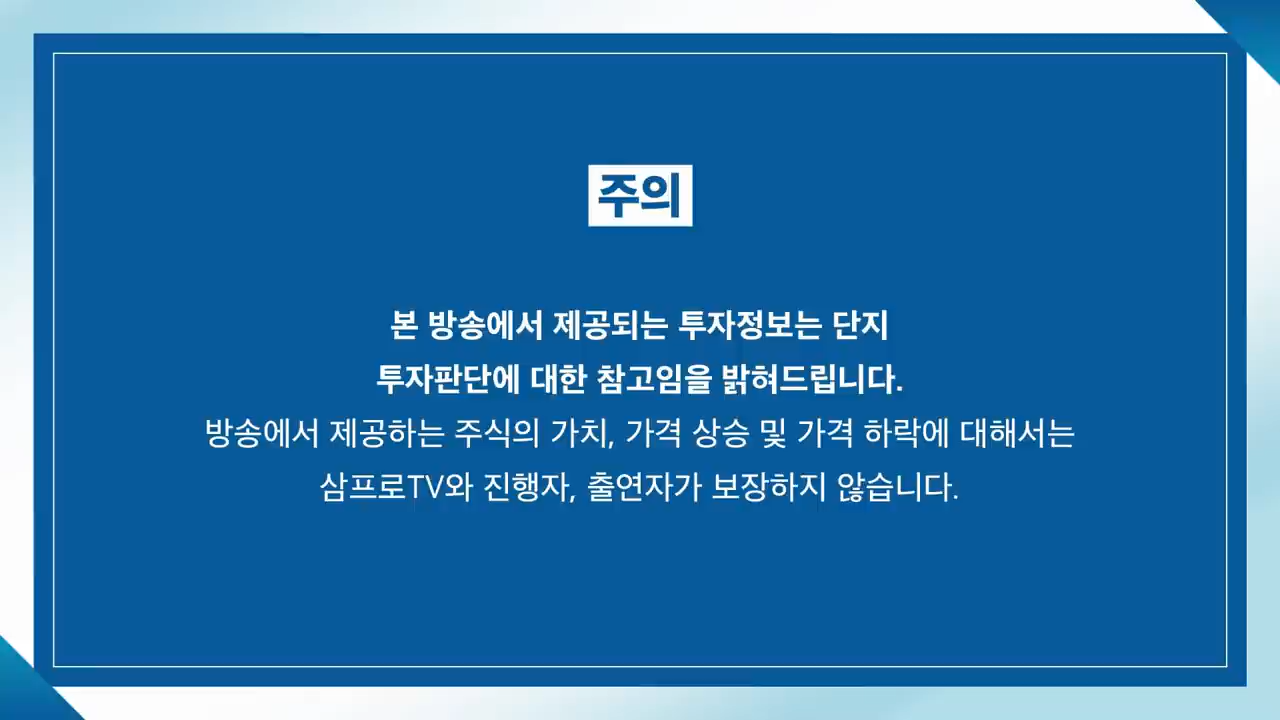 주의
본 방송에서 제공되는 투자정보는 단지
투자판단에 대한 참고임을 밝혀드립니다.
방송에서 제공하는 주식의 가치, 가격 상승 및 가격 하락에 대해서는
삼프로TV와 진행자, 출연자가 보장하지 않습니다.